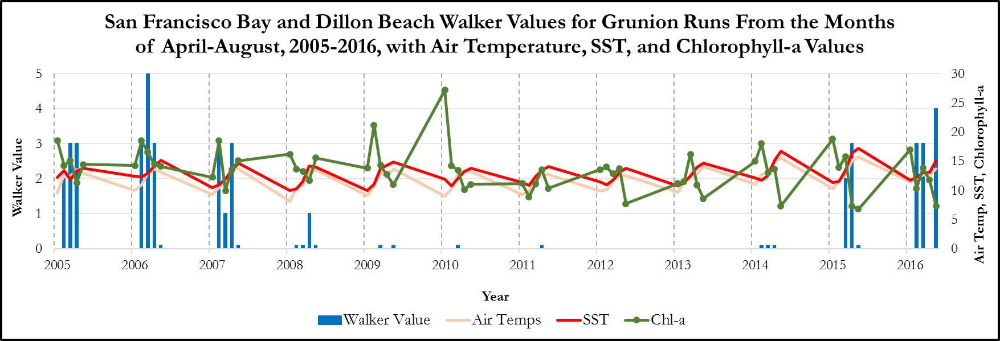 San Francisco Bay and Dillon Beach Walker Values for Grunion Runs From the Months
of April-August, 2005-2016, with Air Temperature, SST, and Chlorophyll-a Values
5
4
3
2
1
0
Walker Value
30
25
20
15
10
5
0
Air Temp, SST, Chlorophyll-a
2005 2006 2007 2008 2009 2010 2011 2012 2013 2014 2015 2016
Year
Walker Value Air Temps SST Chl-a